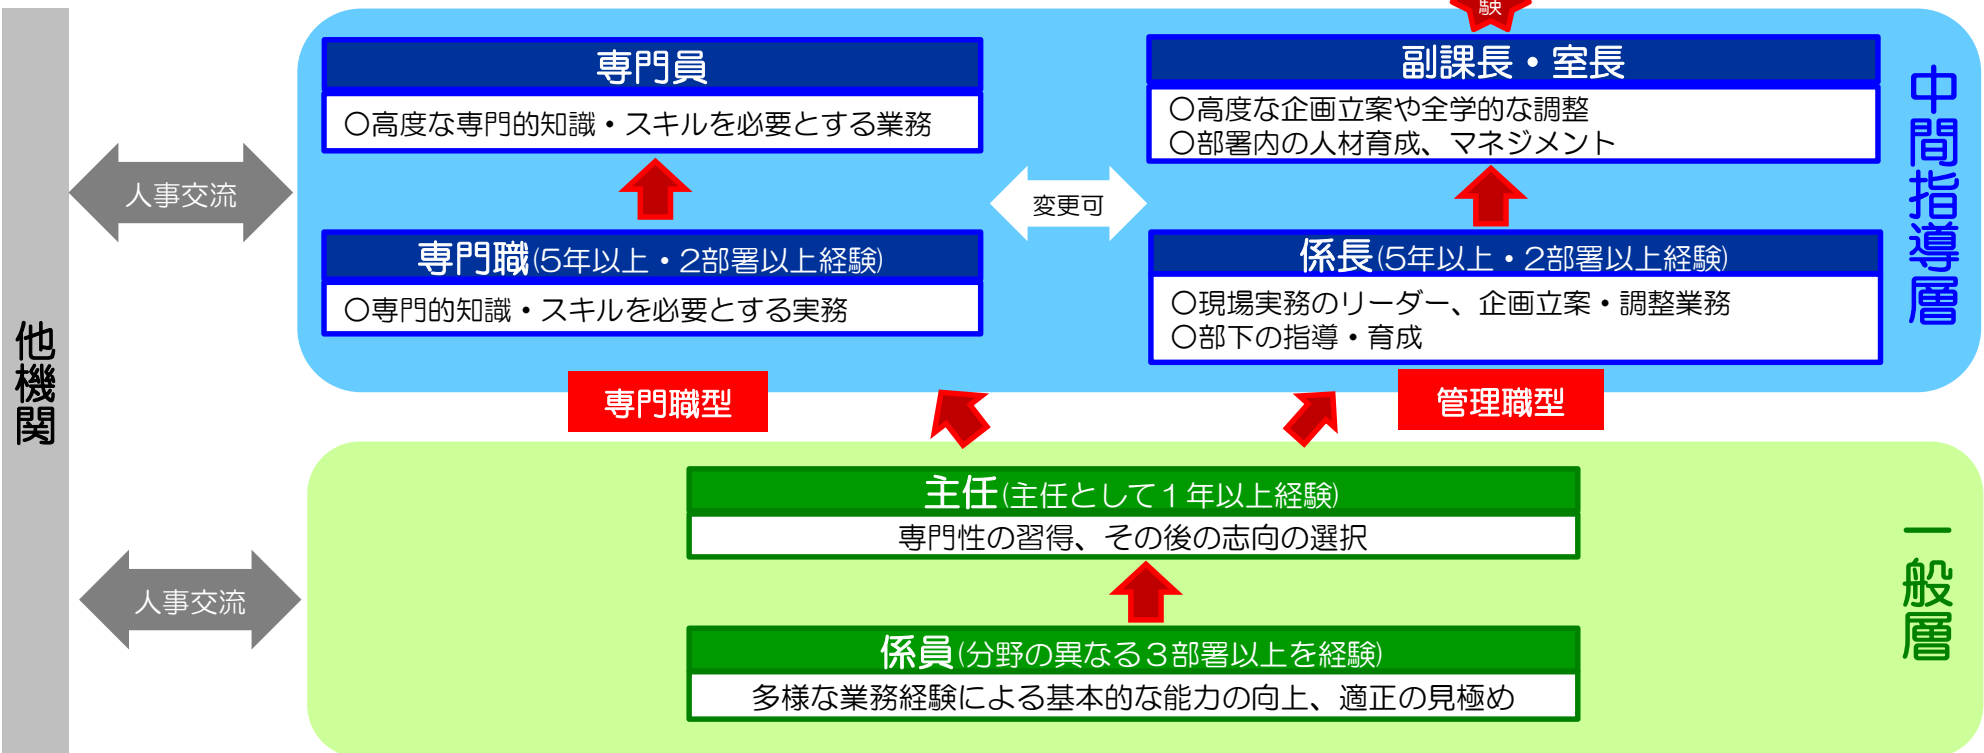 験
専門員
〇高度な専門的知識・スキルを必要とする業務
副課長・室長
〇高度な企画立案や全学的な調整
〇部署内の人材育成、マネジメント
中間指導層
人事交流
変更可
専門職(5年以上・2部署以上経験)
〇専門的知識・スキルを必要とする実務
係長(5年以上・2部署以上経験)
〇現場実務のリーダー、企画立案・調整業務
〇部下の指導・育成
他機関
専門職型
管理職型
主任(主任として1年以上経験)
専門性の習得、その後の志向の選択
一般層
人事交流
係員(分野の異なる3部署以上を経験)
多様な業務経験による基本的な能力の向上、適正の見極め